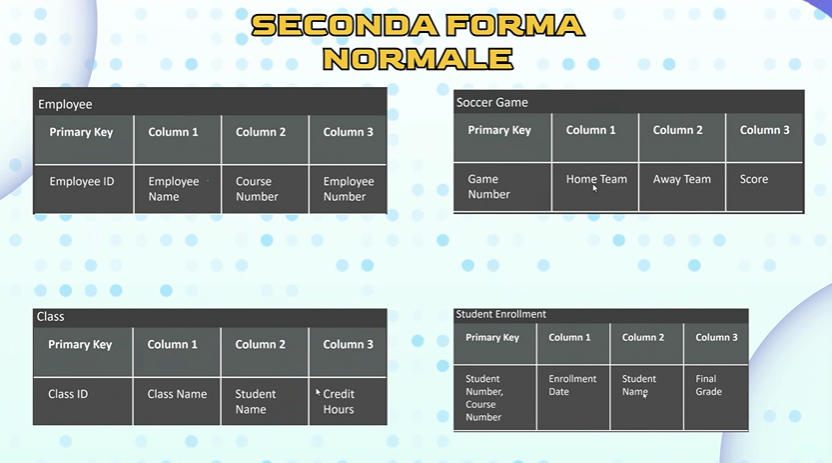 SECONDA FORMA
NORMALE
Employee
Primary Key Column 1 Column 2 Column 3
Employee ID Employee Name Course Number Employee Number
Soccer Game
Primary Key Column 1 Column 2 Column 3
Game Number Home Team Away Team Score
Class
Primary Key Column 1 Column 2 Column 3
Class ID Class Name Student Name Credit Hours
Student Enrollment
Primary Key Column 1 Column 2 Column 3
Student Number, Course Number Enrollment Date Student Name Final Grade